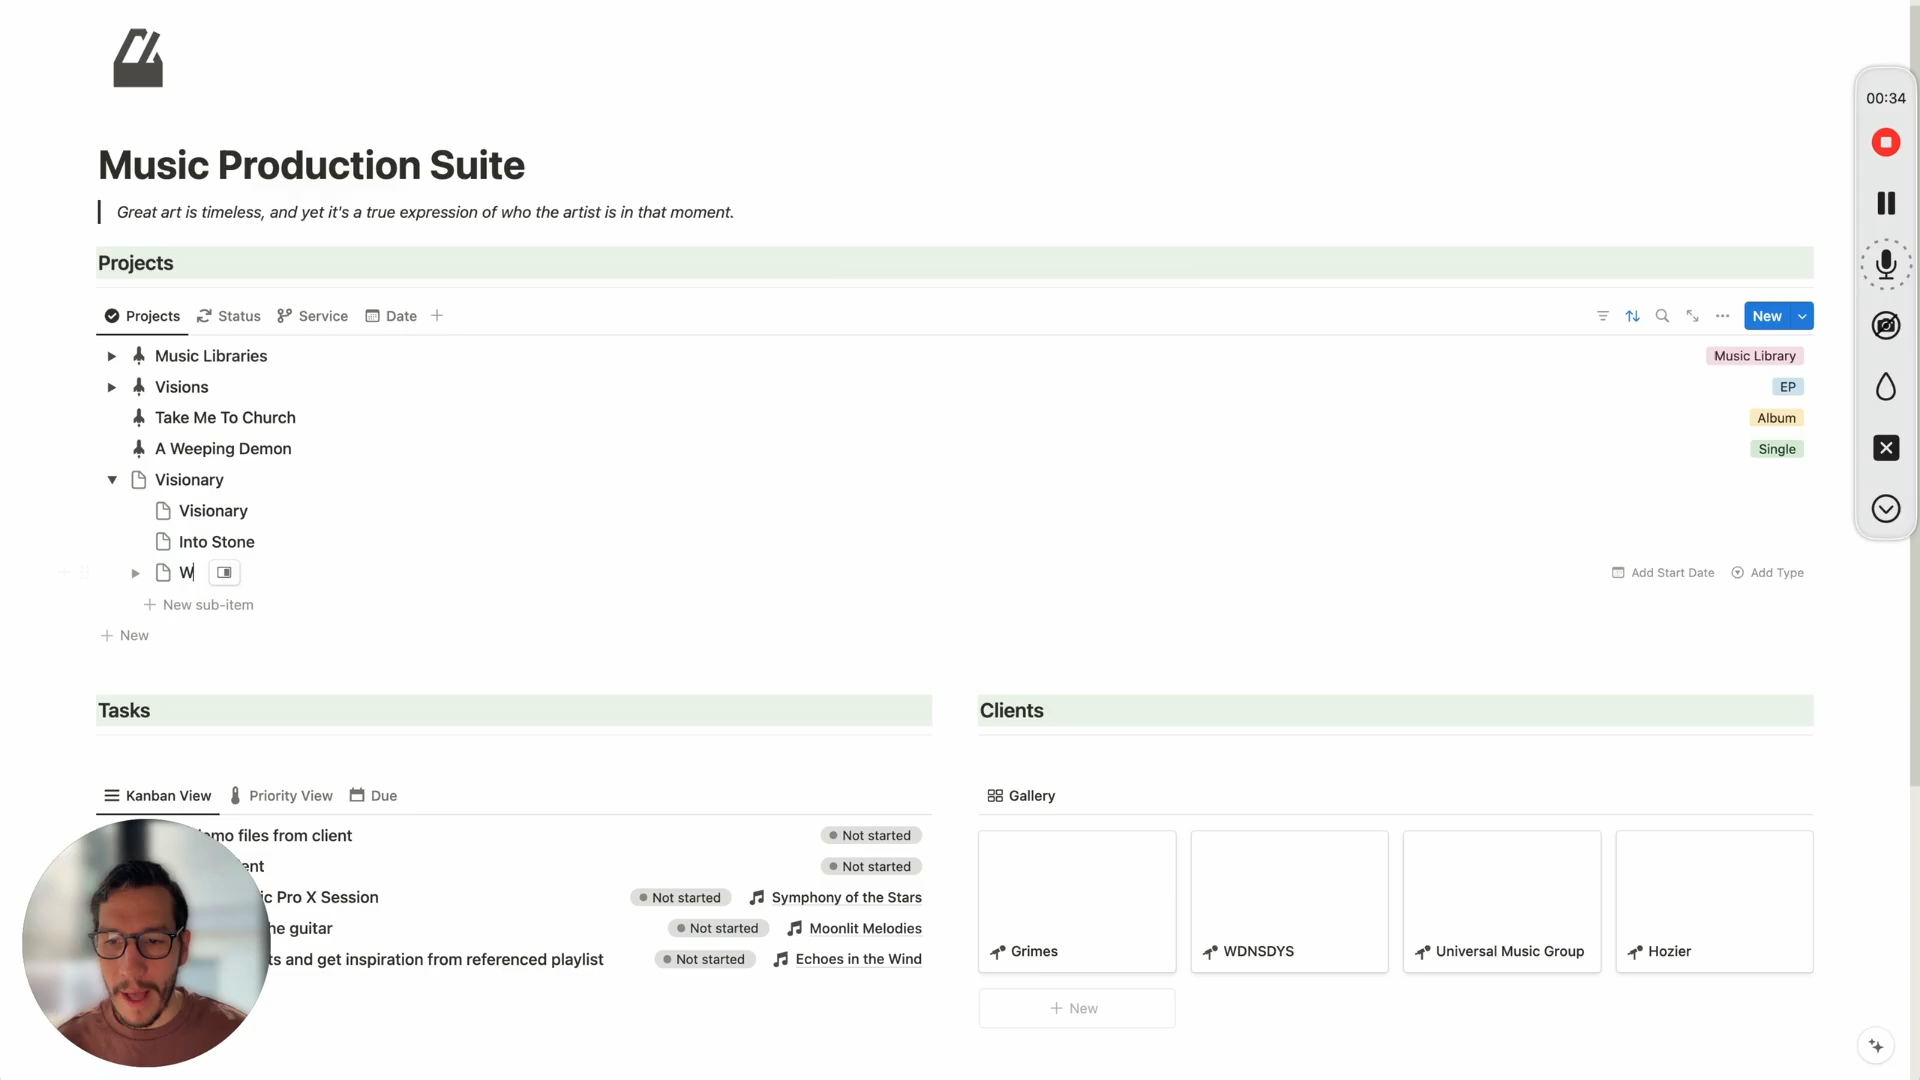 00:34
Music Production Suite
Great art is timeless, and yet it's a true expression of who the artist is in that moment.
Projects
Projects Status Service Date
New
Music Libraries Music Library
Visions EP
Take Me To Church Album
A Weeping Demon Single
Visionary
Visionary
Into Stone
W Add Start Date Add Type
New sub-item
New
Tasks
Kanban View Priority View Due
files from client Not started
Not started
Pro X Session Not started Symphony of the Stars
guitar Not started Moonlit Melodies
and get inspiration from referenced playlist Not started Echoes in the Wind
Clients
Gallery
Grimes WDNSDYS Universal Music Group Hozier
New